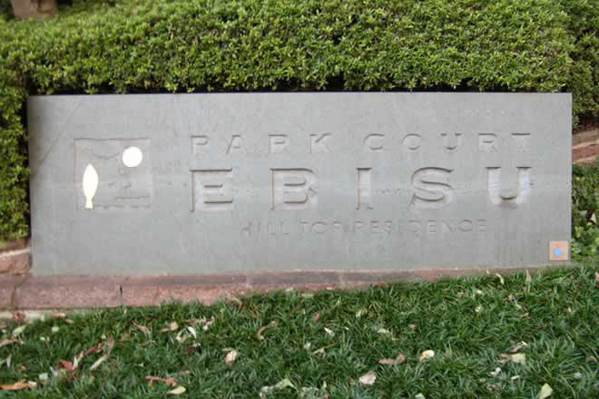 PARK COURT
EBISU
HILL TOP RESIDENCE